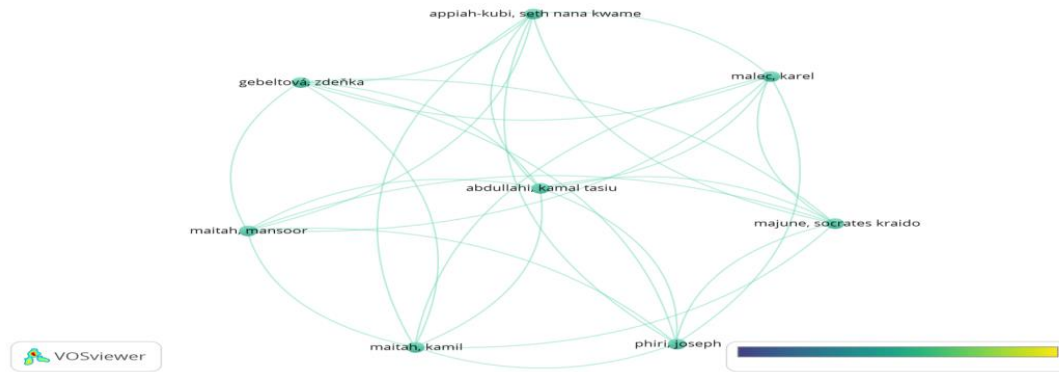 appiah-kubi, seth nana kwame
malec, karel
gebeltová, zdeňka
abdullahi, kamal tasiu
majune, socrates kraido
maitah, mansoor
maitah, kamil
phiri, joseph
VOSviewer